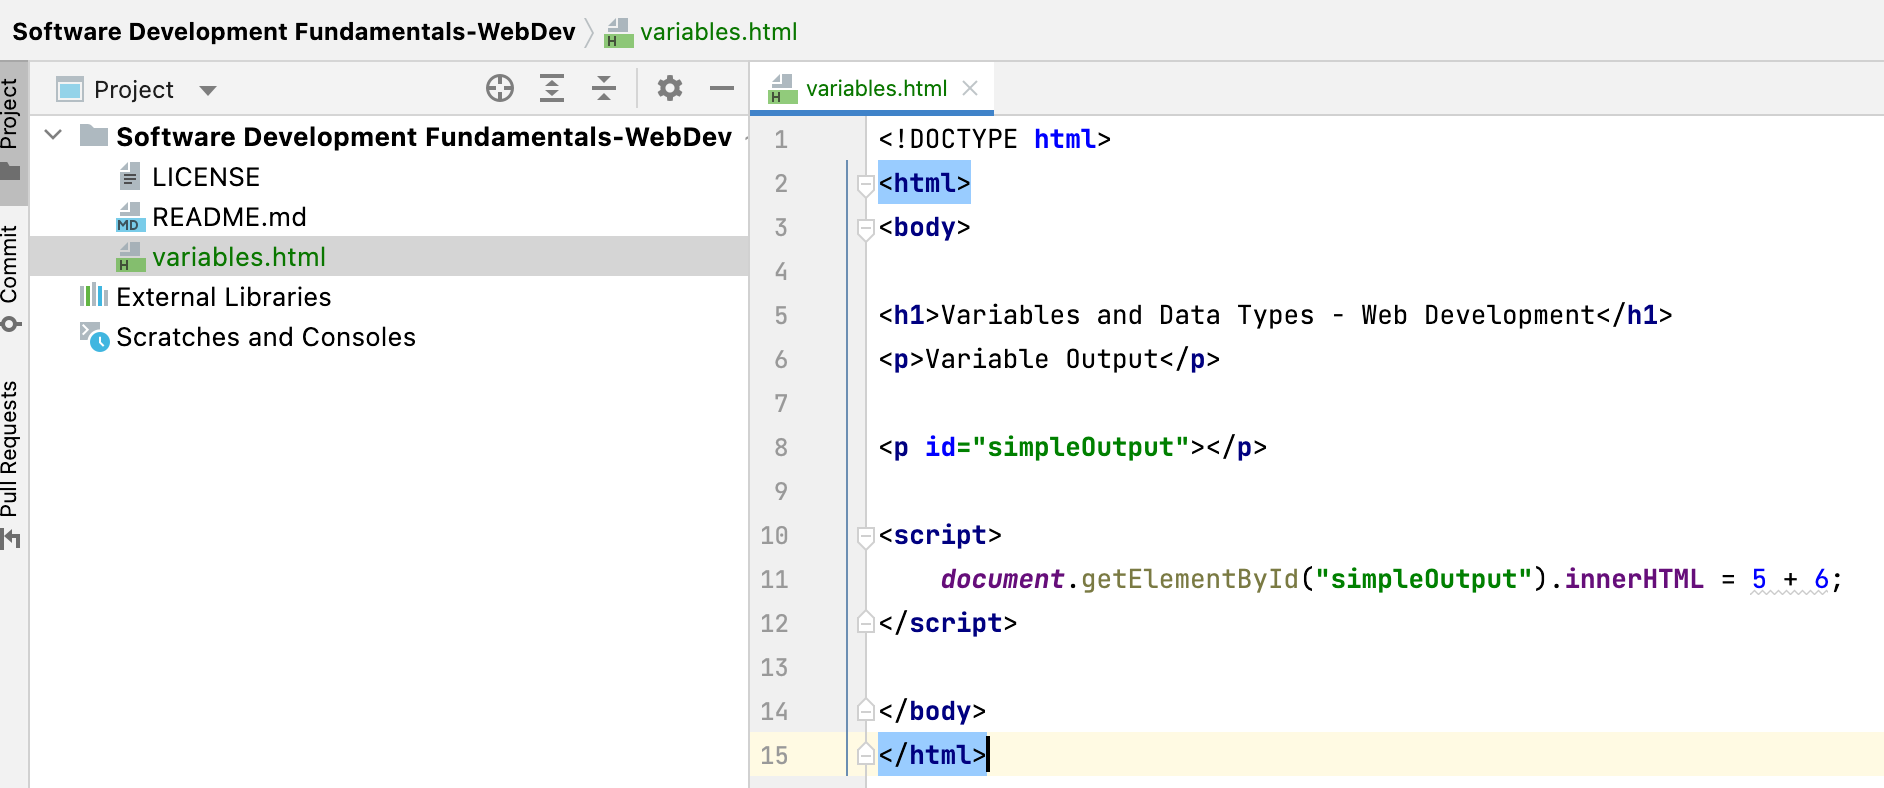 Software Development Fundamentals-WebDev variables.html
Project
Commit
Pull Requests
Project
Software Development Fundamentals-WebDev
LICENSE
README.md
variables.html
External Libraries
Scratches and Consoles
variables.html
1 <!DOCTYPE html>
2 <html>
3 <body>
4
5 <h1>Variables and Data Types - Web Development</h1>
6 <p>Variable Output</p>
7
8 <p id="simpleOutput"></p>
9
10 <script>
11 document.getElementById("simpleOutput").innerHTML = 5 + 6;
12 </script>
13
14 </body>
15 </html>